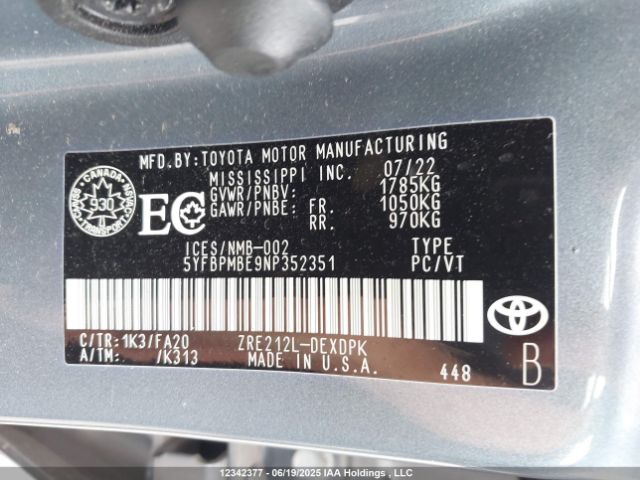 MFD.BY:TOYOTA MOTOR MANUFACTURING
MISSISSIPPI INC. 07/22
GVWR/PNBV: 1785KG
GAWR/PNBE: FR. 1050KG
RR. 970KG
CANADA
930
TRANSPORT
EC
ICES/NMB-002 TYPE
5YFBPMBE9NP352351 PC/VT
C/TR:1K3/FA20 ZRE212L-DEXDPK
A/TM: /K313 MADE IN U.S.A. 448 B
12342377 - 06/19/2025 IAA Holdings , LLC